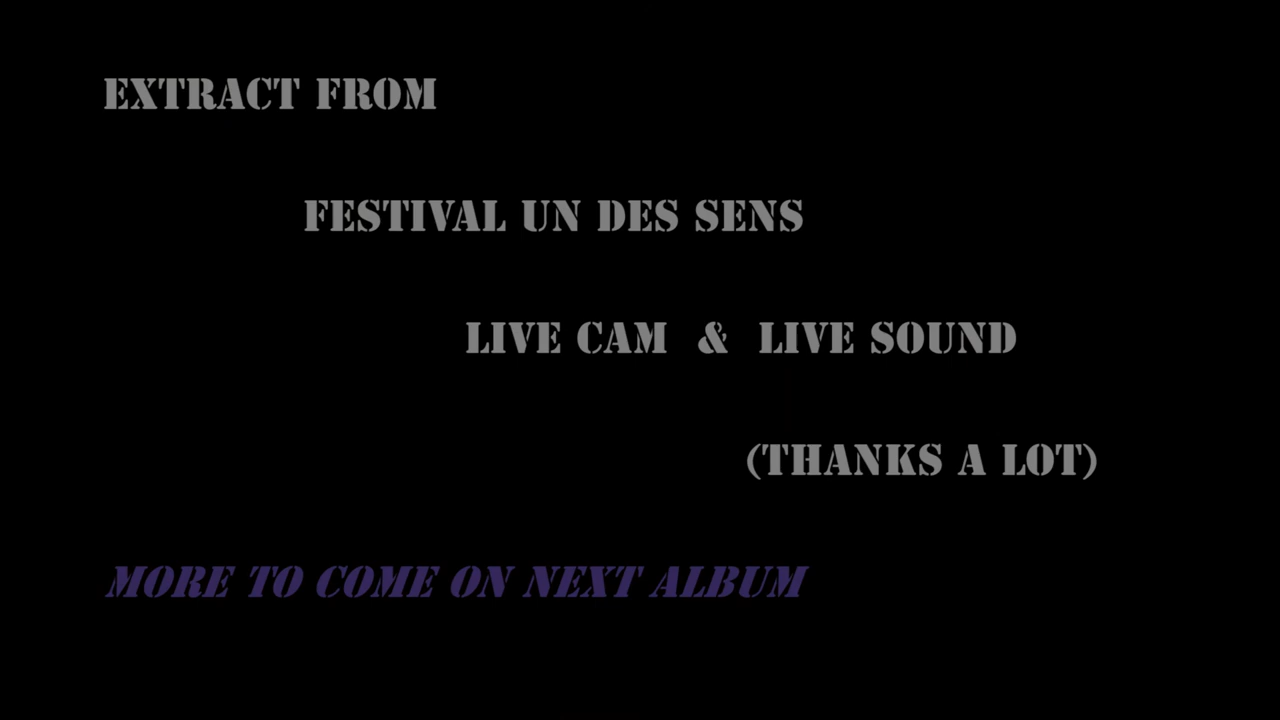 EXTRACT FROM
FESTIVAL UN DES SENS
LIVE CAM & LIVE SOUND
(THANKS A LOT)
MORE TO COME ON NEXT ALBUM